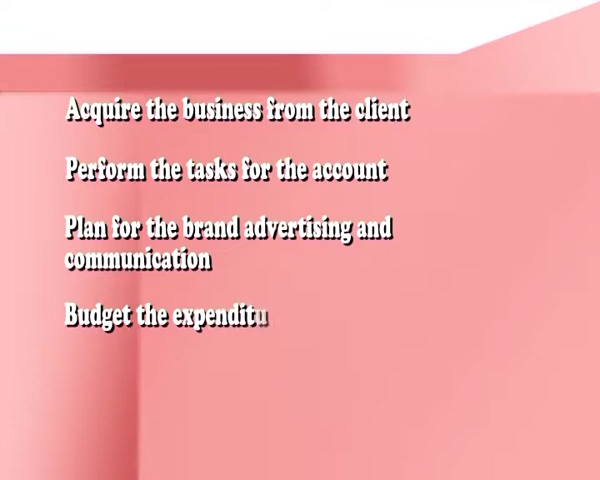 Acquire the business from the client
Perform the tasks for the account
Plan for the brand advertising and
communication
Budget the expenditu